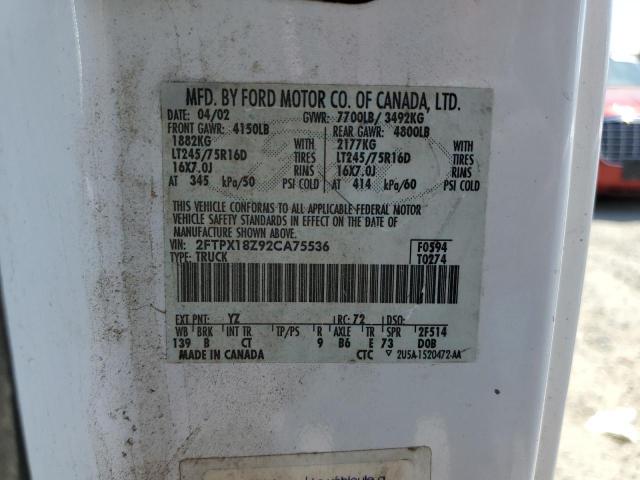 MFD. BY FORD MOTOR CO. OF CANADA, LTD.
DATE: 04/02 GVWR: 7700LB/ 3492KG
FRONT GAWR: 4150LB REAR GAWR: 4800LB
1882KG WITH 2177KG WITH
LT245/75R16D TIRES LT245/75R16D TIRES
16X7.0J RINS 16X7.0J RINS
AT 345 kPa/50 PSI COLD AT 414 kPa/60 PSI COLD
THIS VEHICLE CONFORMS TO ALL APPLICABLE FEDERAL MOTOR
VEHICLE SAFETY STANDARDS IN EFFECT ON THE DATE OF
MANUFACTURE SHOWN ABOVE.
VIN: 2FTPX18Z92CA75536 F0594
TYPE: TRUCK T0274
EXT PNT: YZ RC: 72 DSO:
WB BRK INT TR TP/PS R AXLE TR SPR 2F514
139 B CT 9 B6 E 73 DOB
MADE IN CANADA CTC 2U5A-1520472-AA